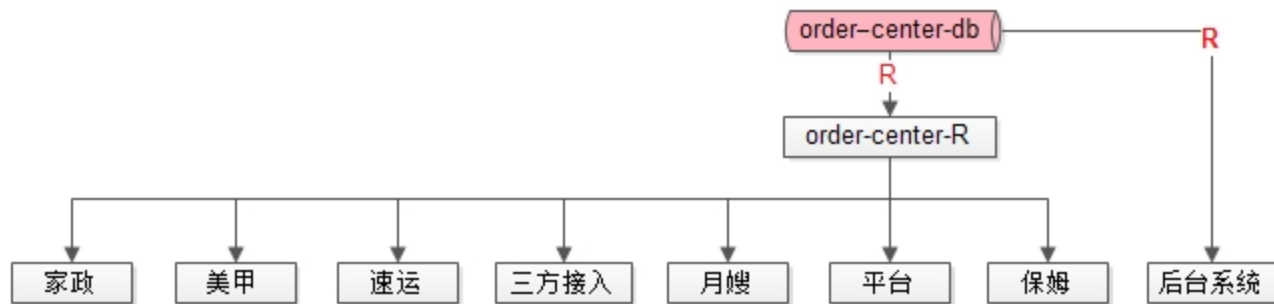 order–center-db
R
R
order-center-R
家政
美甲
速运
三方接入
月嫂
平台
保姆
后台系统